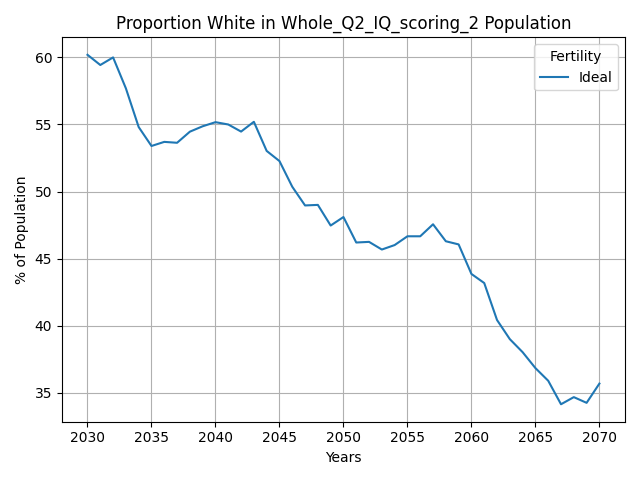 Proportion White in Whole_Q2_IQ_scoring_2 Population
Fertility
Ideal
% of Population
60
55
50
45
40
35
2030 2035 2040 2045 2050 2055 2060 2065 2070
Years